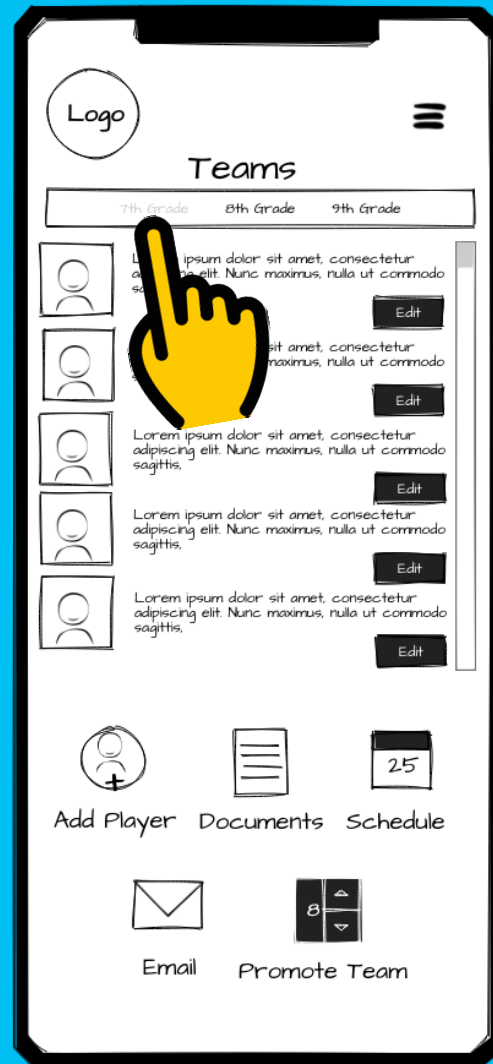 Logo
Teams
7th Grade 8th Grade 9th Grade
ipsum dolor sit amet, consectetur
elit. Nunc maximus, nulla ut commodo
Edit
sit amet, consectetur
maximus, nulla ut commodo
Edit
Lorem ipsum dolor sit amet, consectetur
adipiscing elit. Nunc maximus, nulla ut commodo
sagittis,
Edit
Lorem ipsum dolor sit amet, consectetur
adipiscing elit. Nunc maximus, nulla ut commodo
sagittis,
Edit
Lorem ipsum dolor sit amet, consectetur
adipiscing elit. Nunc maximus, nulla ut commodo
sagittis,
Edit
25
Add Player Documents Schedule
8
Email Promote Team